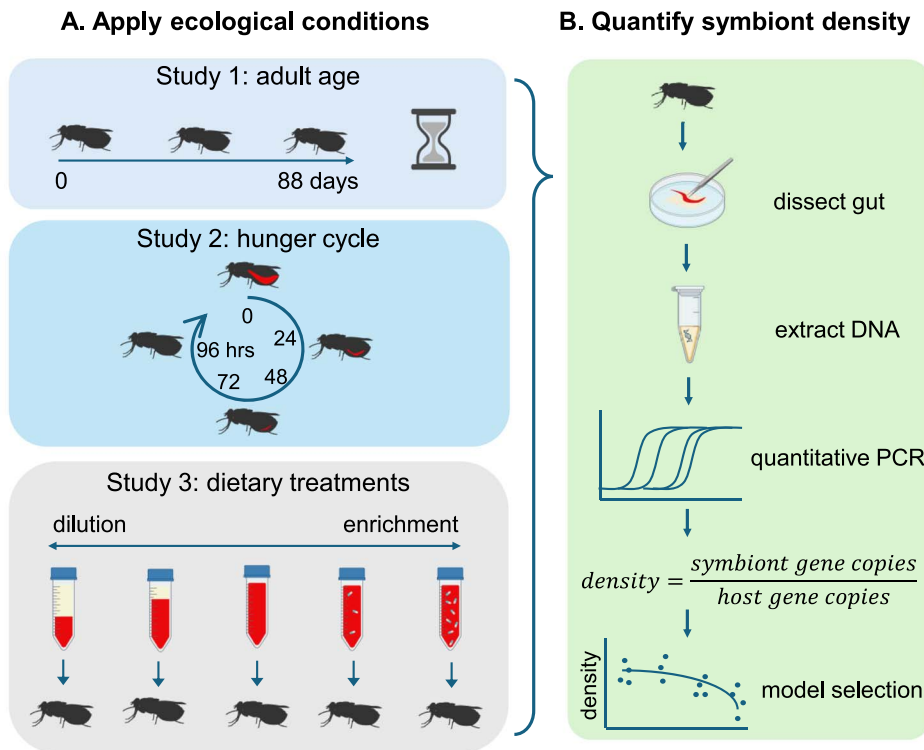 A. Apply ecological conditions
Study 1: adult age
0
88 days
Study 2: hunger cycle
0
24
48
72
96 hrs
Study 3: dietary treatments
dilution
enrichment
B. Quantify symbiont density
dissect gut
extract DNA
quantitative PCR
density = symbiont gene copies
host gene copies
density
model selection